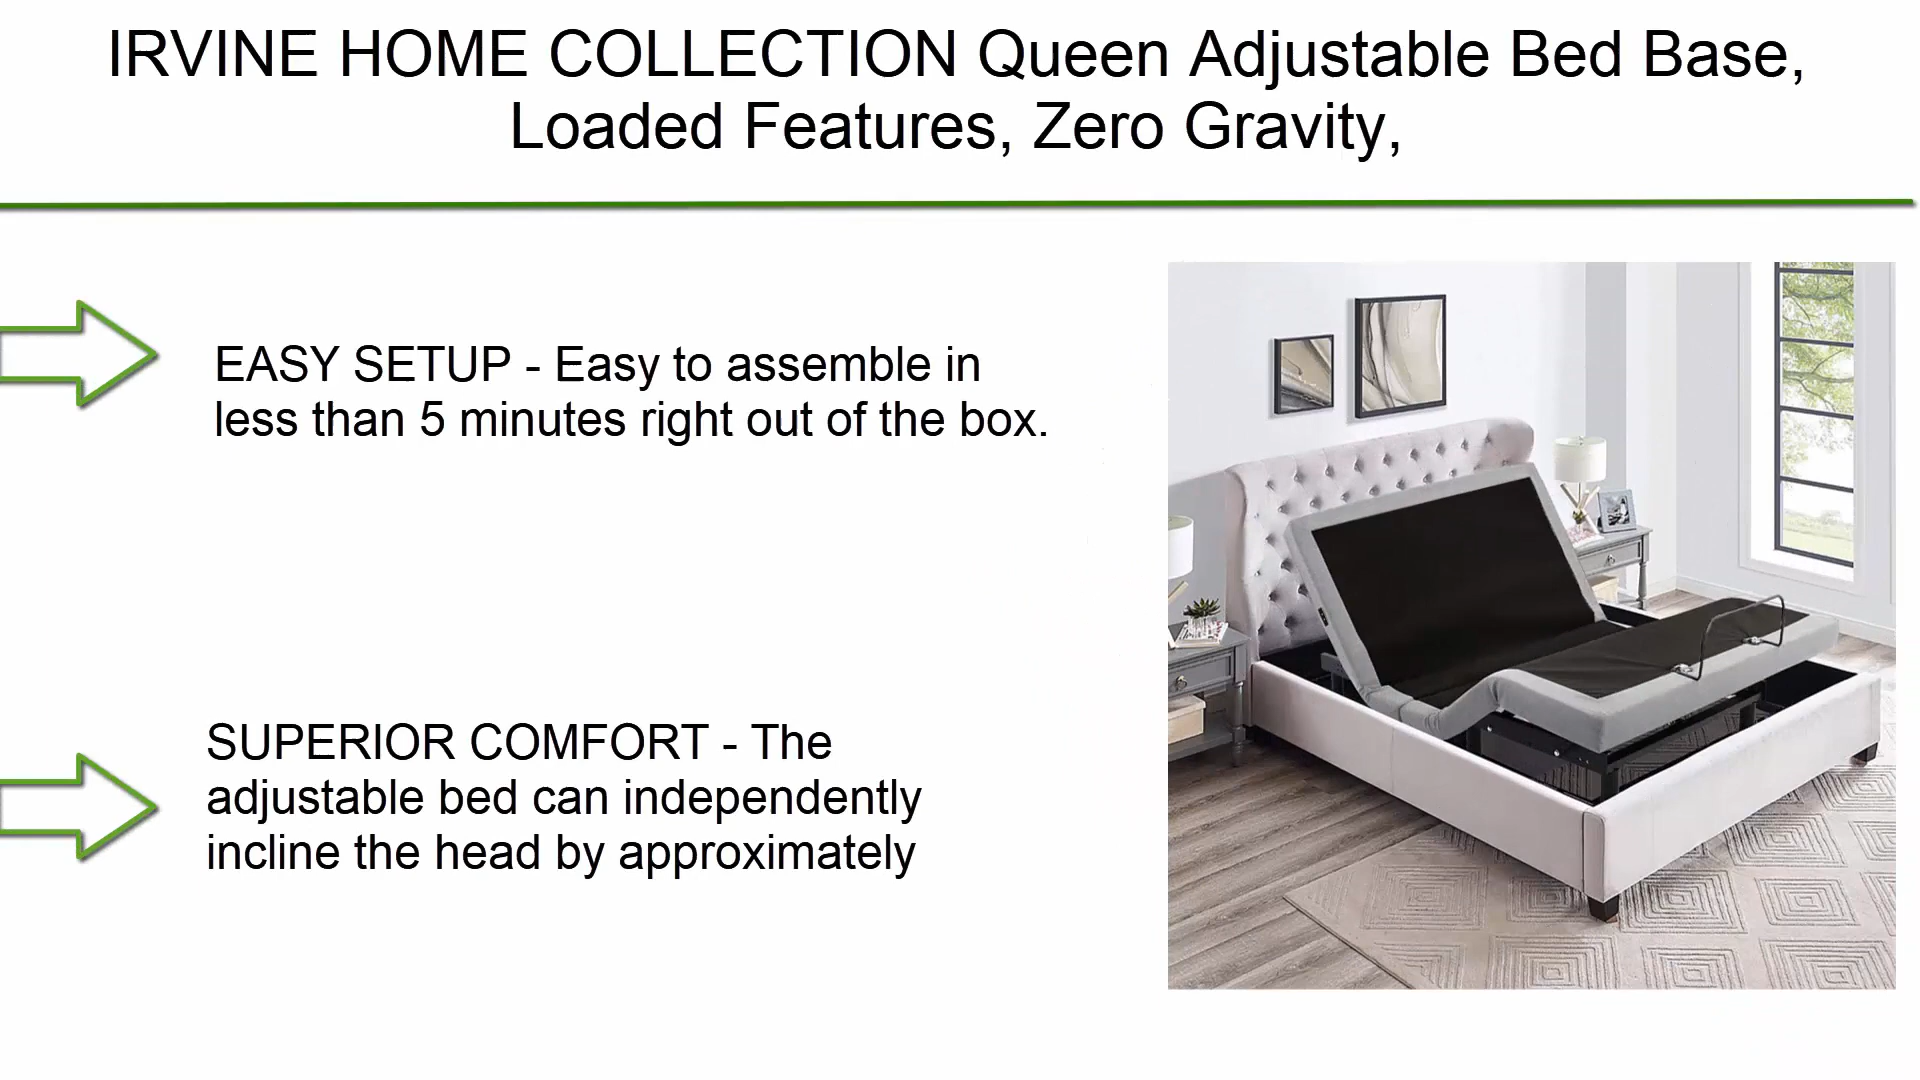 IRVINE HOME COLLECTION Queen Adjustable Bed Base,
Loaded Features, Zero Gravity,
EASY SETUP - Easy to assemble in
less than 5 minutes right out of the box.
SUPERIOR COMFORT - The
adjustable bed can independently
incline the head by approximately